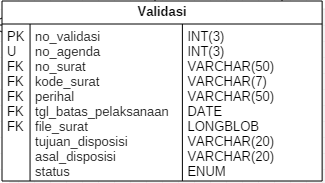 Validasi
PK no_validasi INT(3)
U no_agenda INT(3)
FK no_surat VARCHAR(50)
FK kode_surat VARCHAR(7)
FK perihal VARCHAR(50)
FK tgl_batas_pelaksanaan DATE
FK file_surat LONGBLOB
tujuan_disposisi VARCHAR(20)
asal_disposisi VARCHAR(20)
status ENUM